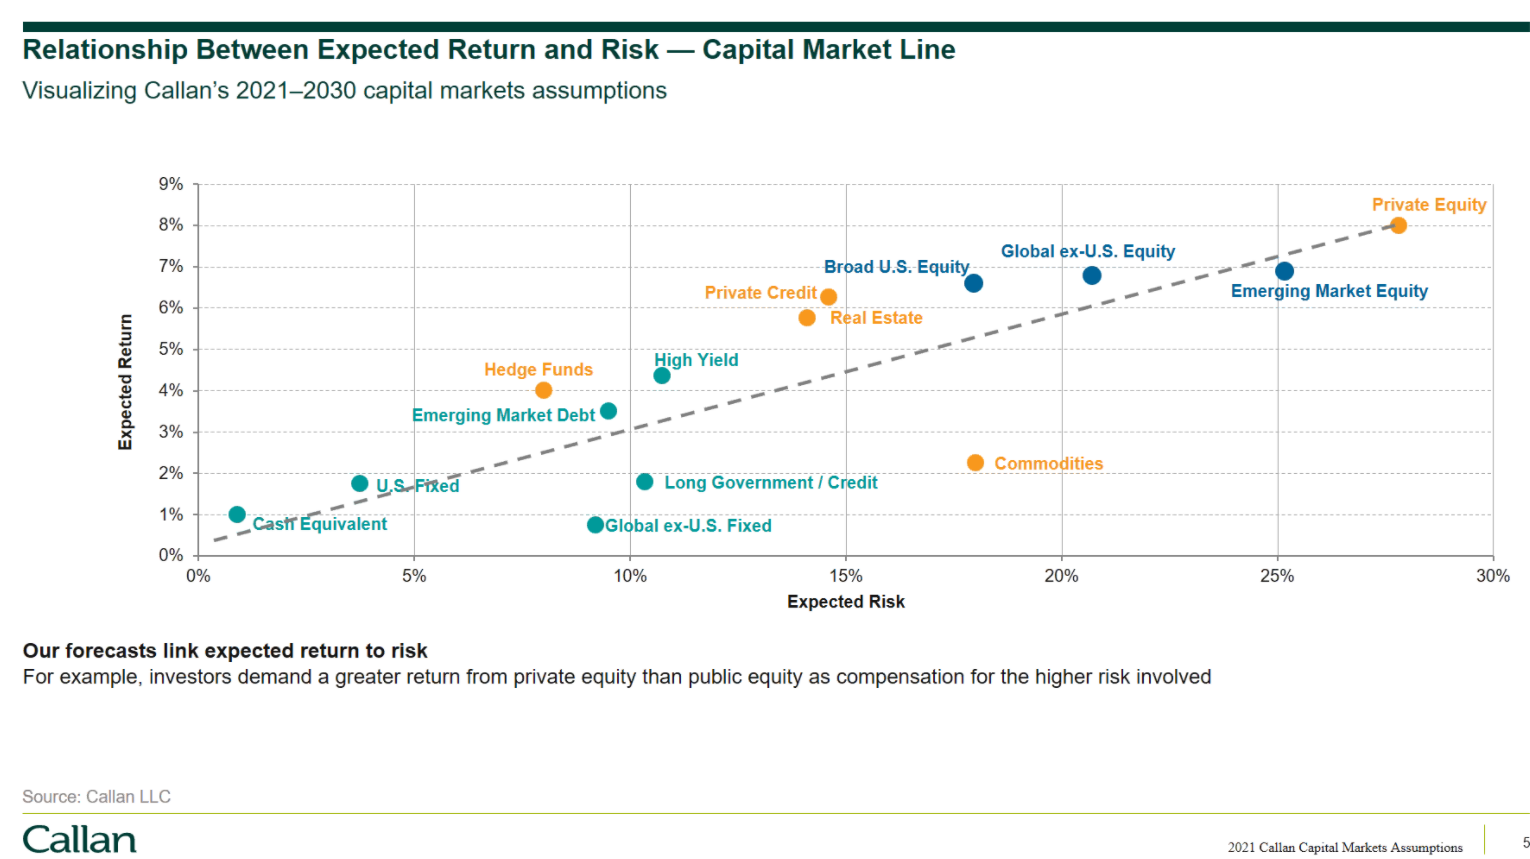 Relationship Between Expected Return and Risk — Capital Market Line
Visualizing Callan’s 2021–2030 capital markets assumptions
9%
8%
7%
6%
5%
4%
3%
2%
1%
0%
Expected Return
Private Equity
Global ex-U.S. Equity
Broad U.S. Equity
Emerging Market Equity
Private Credit
Real Estate
High Yield
Hedge Funds
Emerging Market Debt
Commodities
U.S. Fixed
Long Government / Credit
Cash Equivalent
Global ex-U.S. Fixed
0%
5%
10%
15%
20%
25%
30%
Expected Risk
Our forecasts link expected return to risk
For example, investors demand a greater return from private equity than public equity as compensation for the higher risk involved
Source: Callan LLC
Callan
2021 Callan Capital Markets Assumptions
5